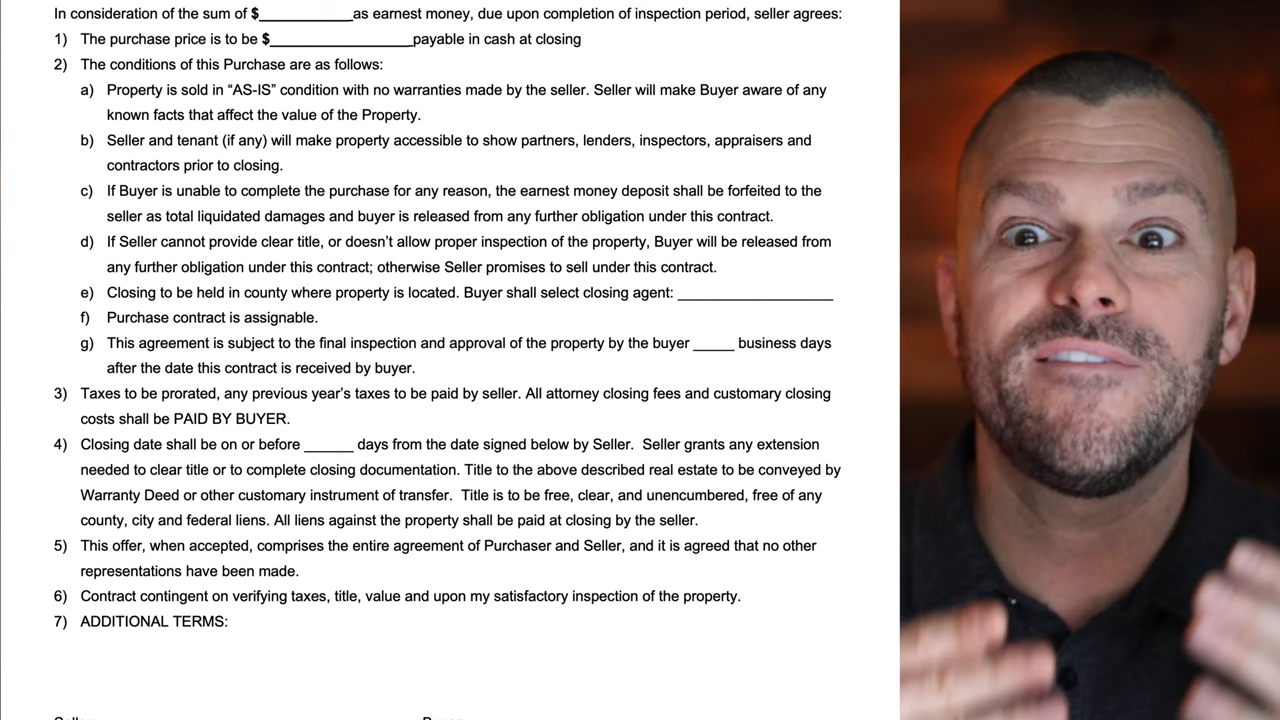 In consideration of the sum of $____________as earnest money, due upon completion of inspection period, seller agrees:
1) The purchase price is to be $__________________payable in cash at closing
2) The conditions of this Purchase are as follows:
a) Property is sold in “AS-IS” condition with no warranties made by the seller. Seller will make Buyer aware of any
known facts that affect the value of the Property.
b) Seller and tenant (if any) will make property accessible to show partners, lenders, inspectors, appraisers and
contractors prior to closing.
c) If Buyer is unable to complete the purchase for any reason, the earnest money deposit shall be forfeited to the
seller as total liquidated damages and buyer is released from any further obligation under this contract.
d) If Seller cannot provide clear title, or doesn’t allow proper inspection of the property, Buyer will be released from
any further obligation under this contract; otherwise Seller promises to sell under this contract.
e) Closing to be held in county where property is located. Buyer shall select closing agent: ___________________
f) Purchase contract is assignable.
g) This agreement is subject to the final inspection and approval of the property by the buyer _____ business days
after the date this contract is received by buyer.
3) Taxes to be prorated, any previous year’s taxes to be paid by seller. All attorney closing fees and customary closing
costs shall be PAID BY BUYER.
4) Closing date shall be on or before ______ days from the date signed below by Seller.  Seller grants any extension
needed to clear title or to complete closing documentation. Title to the above described real estate to be conveyed by
Warranty Deed or other customary instrument of transfer.  Title is to be free, clear, and unencumbered, free of any
county, city and federal liens. All liens against the property shall be paid at closing by the seller.
5) This offer, when accepted, comprises the entire agreement of Purchaser and Seller, and it is agreed that no other
representations have been made.
6) Contract contingent on verifying taxes, title, value and upon my satisfactory inspection of the property.
7) ADDITIONAL TERMS: